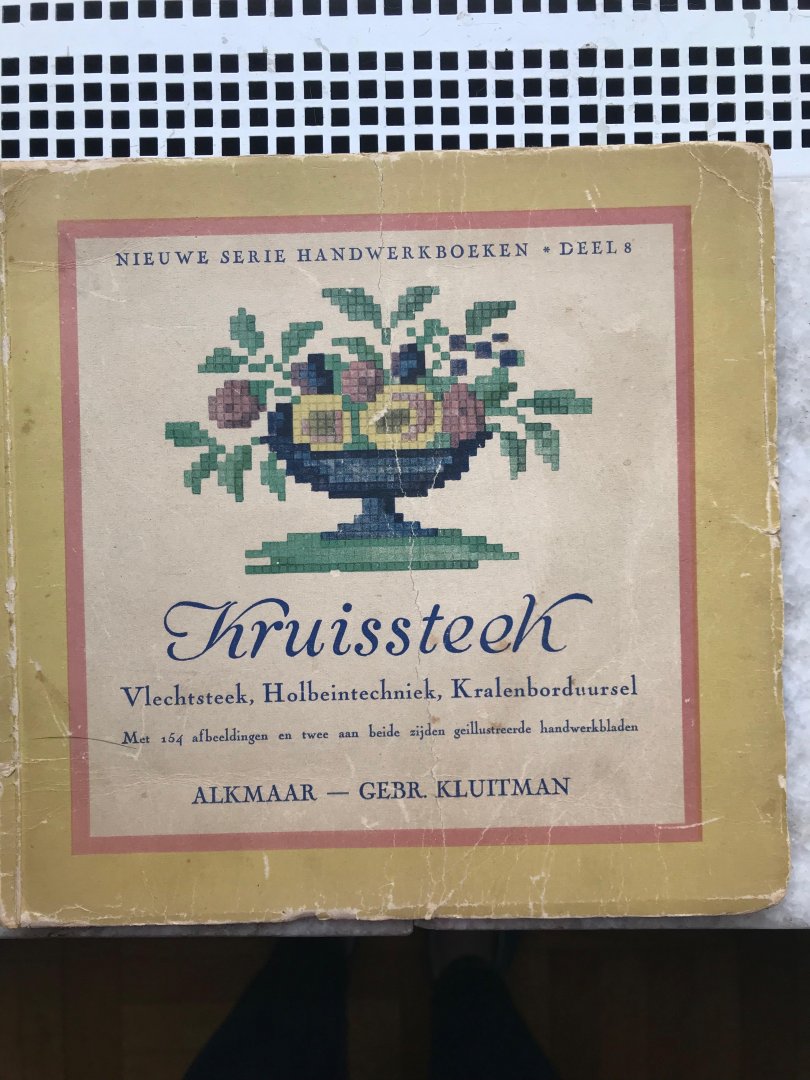 NIEUWE SERIE HANDWERKBOEKEN * DEEL 8
Kruissteek
Vlechtsteek, Holbeintechniek, Kralenborduursel
Met 154 afbeeldingen en twee aan beide zijden geïllustreerde handwerkbladen
ALKMAAR — GEBR. KLUITMAN